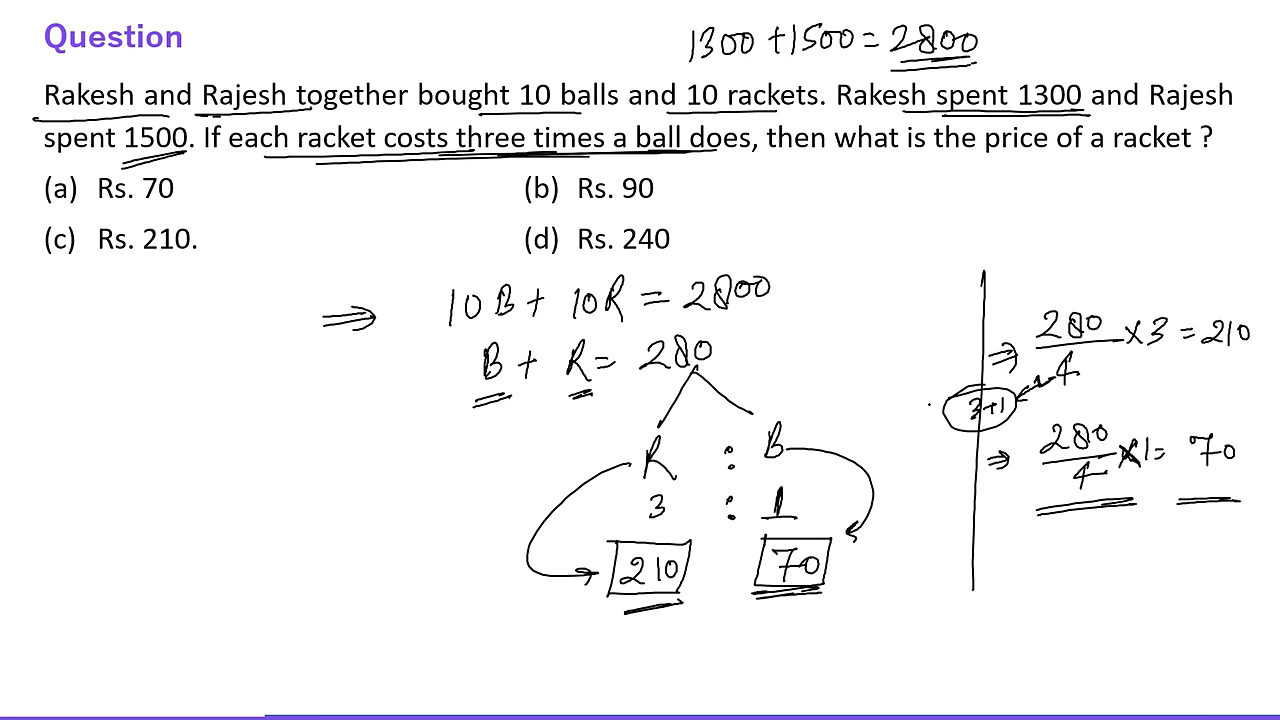 Question
1300 + 1500 = 2800
Rakesh and Rajesh together bought 10 balls and 10 rackets. Rakesh spent 1300 and Rajesh
spent 1500. If each racket costs three times a ball does, then what is the price of a racket ?
(a) Rs. 70 (b) Rs. 90
(c) Rs. 210. (d) Rs. 240
⇒ 10B + 10R = 2800
B + R = 280
R : B
3 : 1
210 70
⇒ 280/4 × 3 = 210
3+1
⇒ 280/4 × 1 = 70